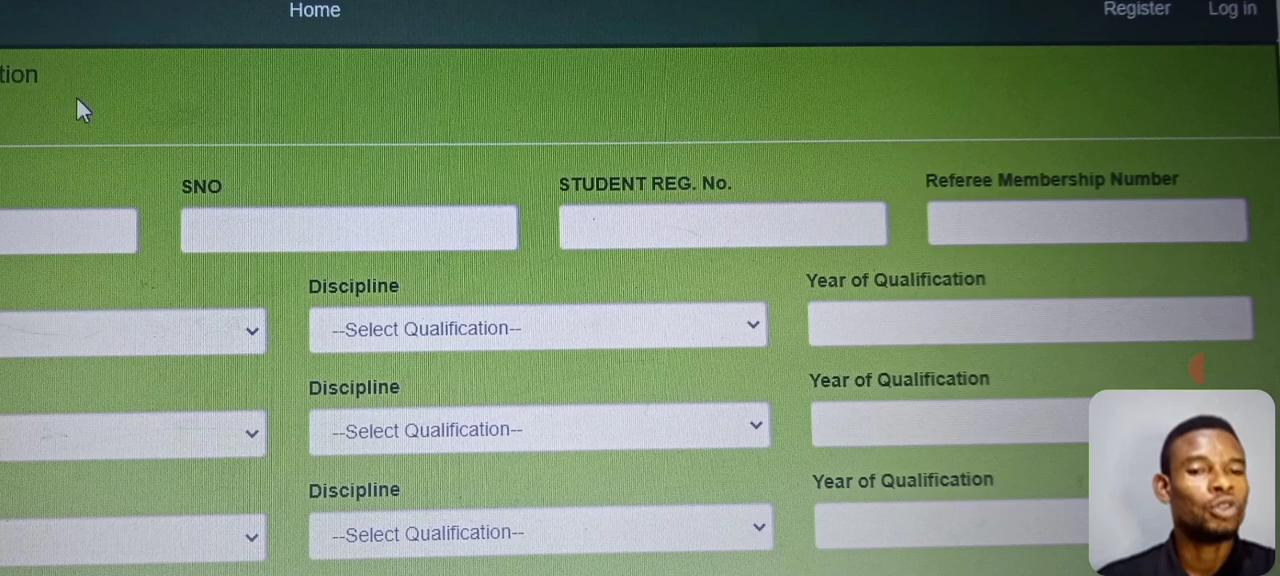 Home
Register
Log in
tion
SNO
STUDENT REG. No.
Referee Membership Number
Discipline
Year of Qualification
--Select Qualification--
Discipline
Year of Qualification
--Select Qualification--
Discipline
Year of Qualification
--Select Qualification--